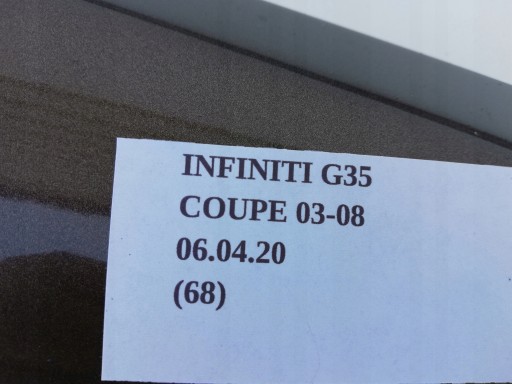 INFINITI G35
COUPE 03-08
06.04.20
(68)